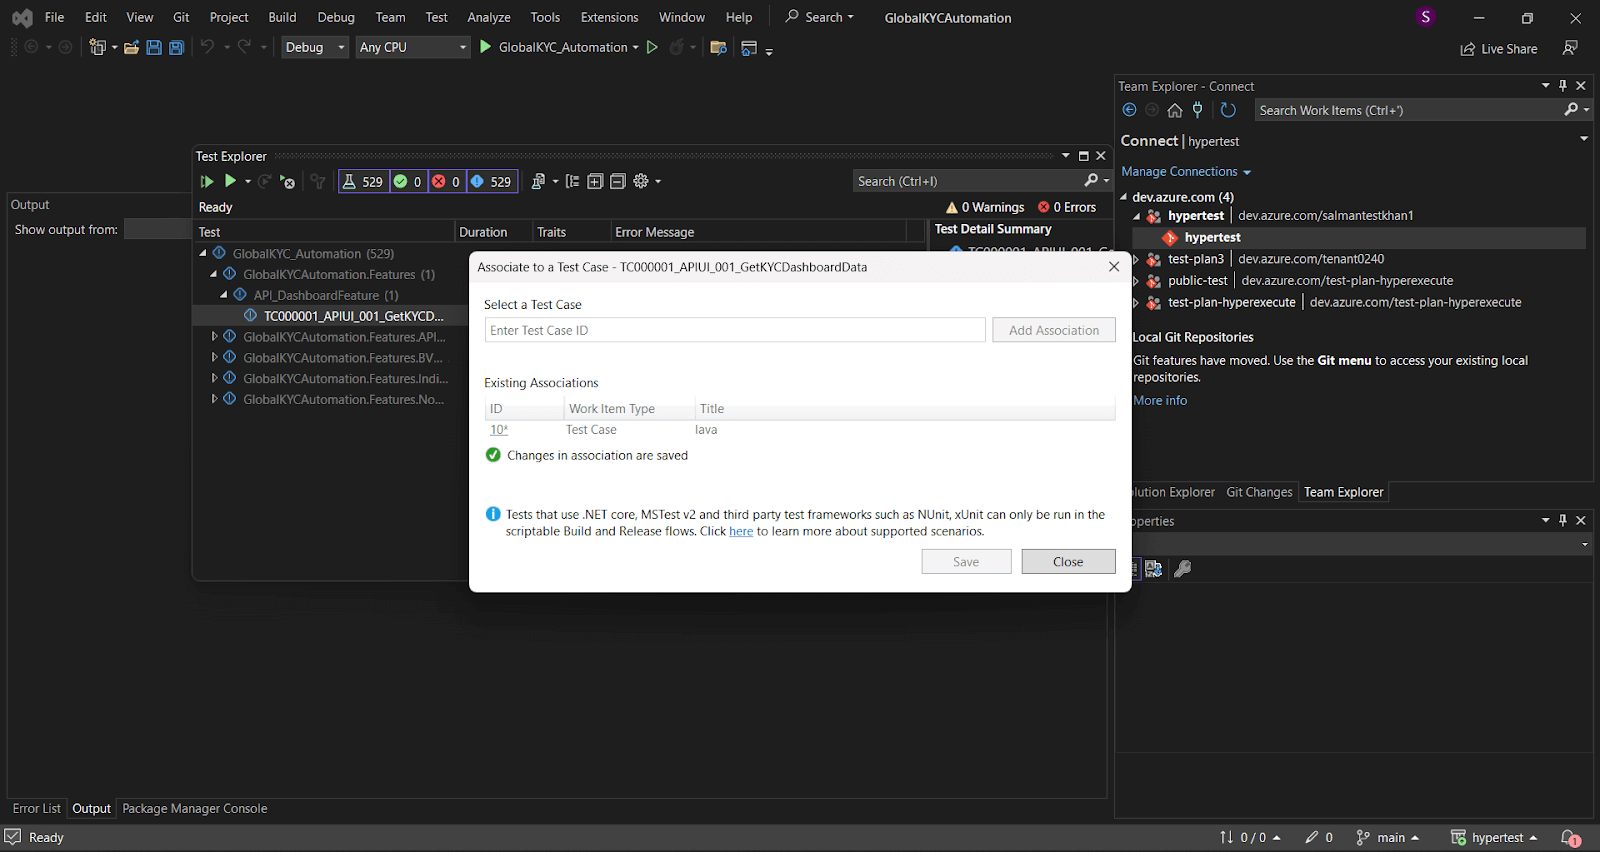 File Edit View Git Project Build Debug Team Test Analyze Tools Extensions Window Help Search GlobalKYCAutomation S
Debug Any CPU GlobalKYC_Automation Live Share
Team Explorer - Connect
Search Work Items (Ctrl+')
Connect | hypertest
Manage Connections
dev.azure.com (4)
hypertest | dev.azure.com/salmantestkhan1
hypertest
test-plan3 | dev.azure.com/tenant0240
public-test | dev.azure.com/test-plan-hyperexecute
test-plan-hyperexecute | dev.azure.com/test-plan-hyperexecute
Local Git Repositories
Git features have moved. Use the Git menu to access your existing local
repositories.
More info
olution Explorer Git Changes Team Explorer
operties
Test Explorer
529 0 0 529 Search (Ctrl+I)
Ready 0 Warnings 0 Errors
Test Duration Traits Error Message Test Detail Summary
GlobalKYC_Automation (529)
GlobalKYCAutomation.Features (1)
API_DashboardFeature (1)
TC000001_APIUI_001_GetKYCD...
GlobalKYCAutomation.Features.API...
GlobalKYCAutomation.Features.BV...
GlobalKYCAutomation.Features.Indi...
GlobalKYCAutomation.Features.No...
Output
Show output from:
Associate to a Test Case - TC000001_APIUI_001_GetKYCDashboardData
Select a Test Case
Enter Test Case ID Add Association
Existing Associations
ID Work Item Type Title
10* Test Case lava
Changes in association are saved
Tests that use .NET core, MSTest v2 and third party test frameworks such as NUnit, xUnit can only be run in the
scriptable Build and Release flows. Click here to learn more about supported scenarios.
Save Close
Error List Output Package Manager Console
Ready 0 / 0 0 main hypertest 1